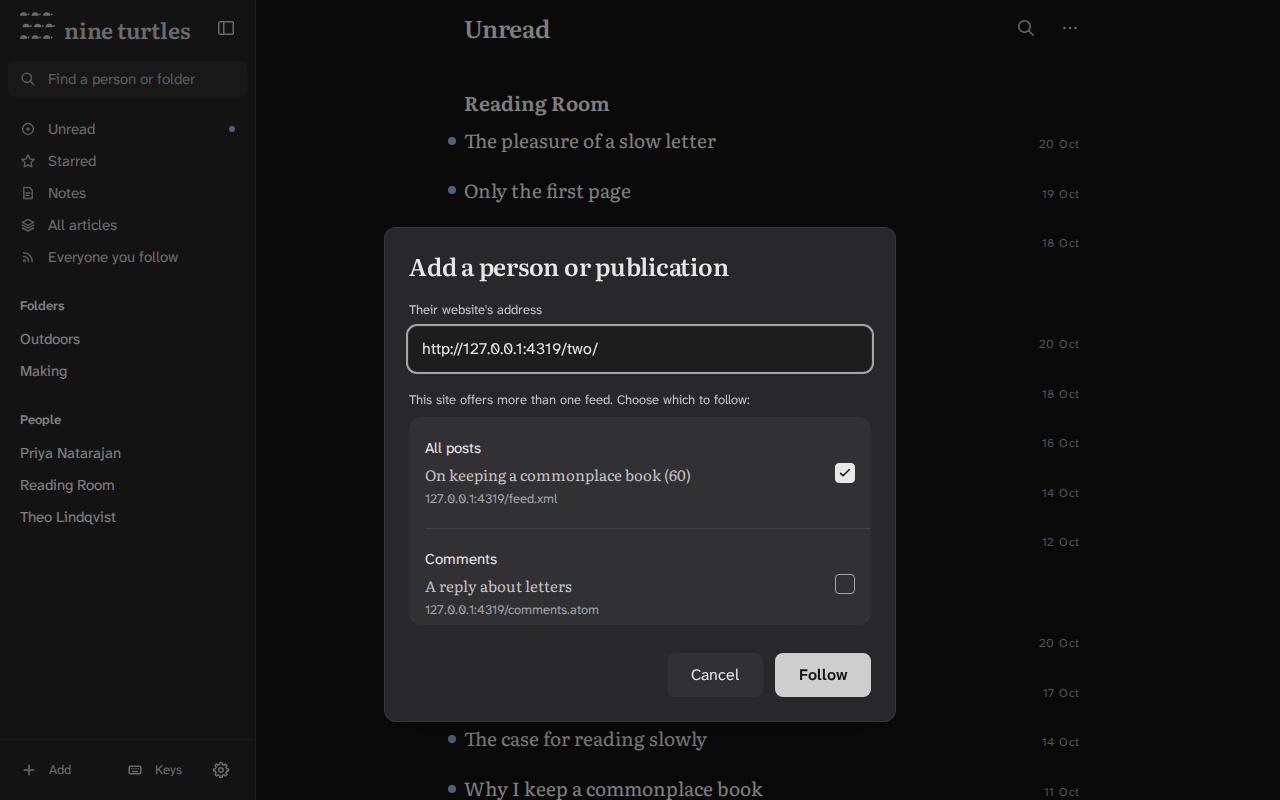 nine turtles
Find a person or folder
Unread
Starred
Notes
All articles
Everyone you follow
Folders
Outdoors
Making
People
Priya Natarajan
Reading Room
Theo Lindqvist
Add
Keys
Unread
Reading Room
The pleasure of a slow letter
20 Oct
Only the first page
19 Oct
18 Oct
20 Oct
18 Oct
16 Oct
14 Oct
12 Oct
20 Oct
17 Oct
The case for reading slowly
14 Oct
Why I keep a commonplace book
11 Oct
Add a person or publication
Their website's address
http://127.0.0.1:4319/two/
This site offers more than one feed. Choose which to follow:
All posts
On keeping a commonplace book (60)
127.0.0.1:4319/feed.xml
Comments
A reply about letters
127.0.0.1:4319/comments.atom
Cancel
Follow